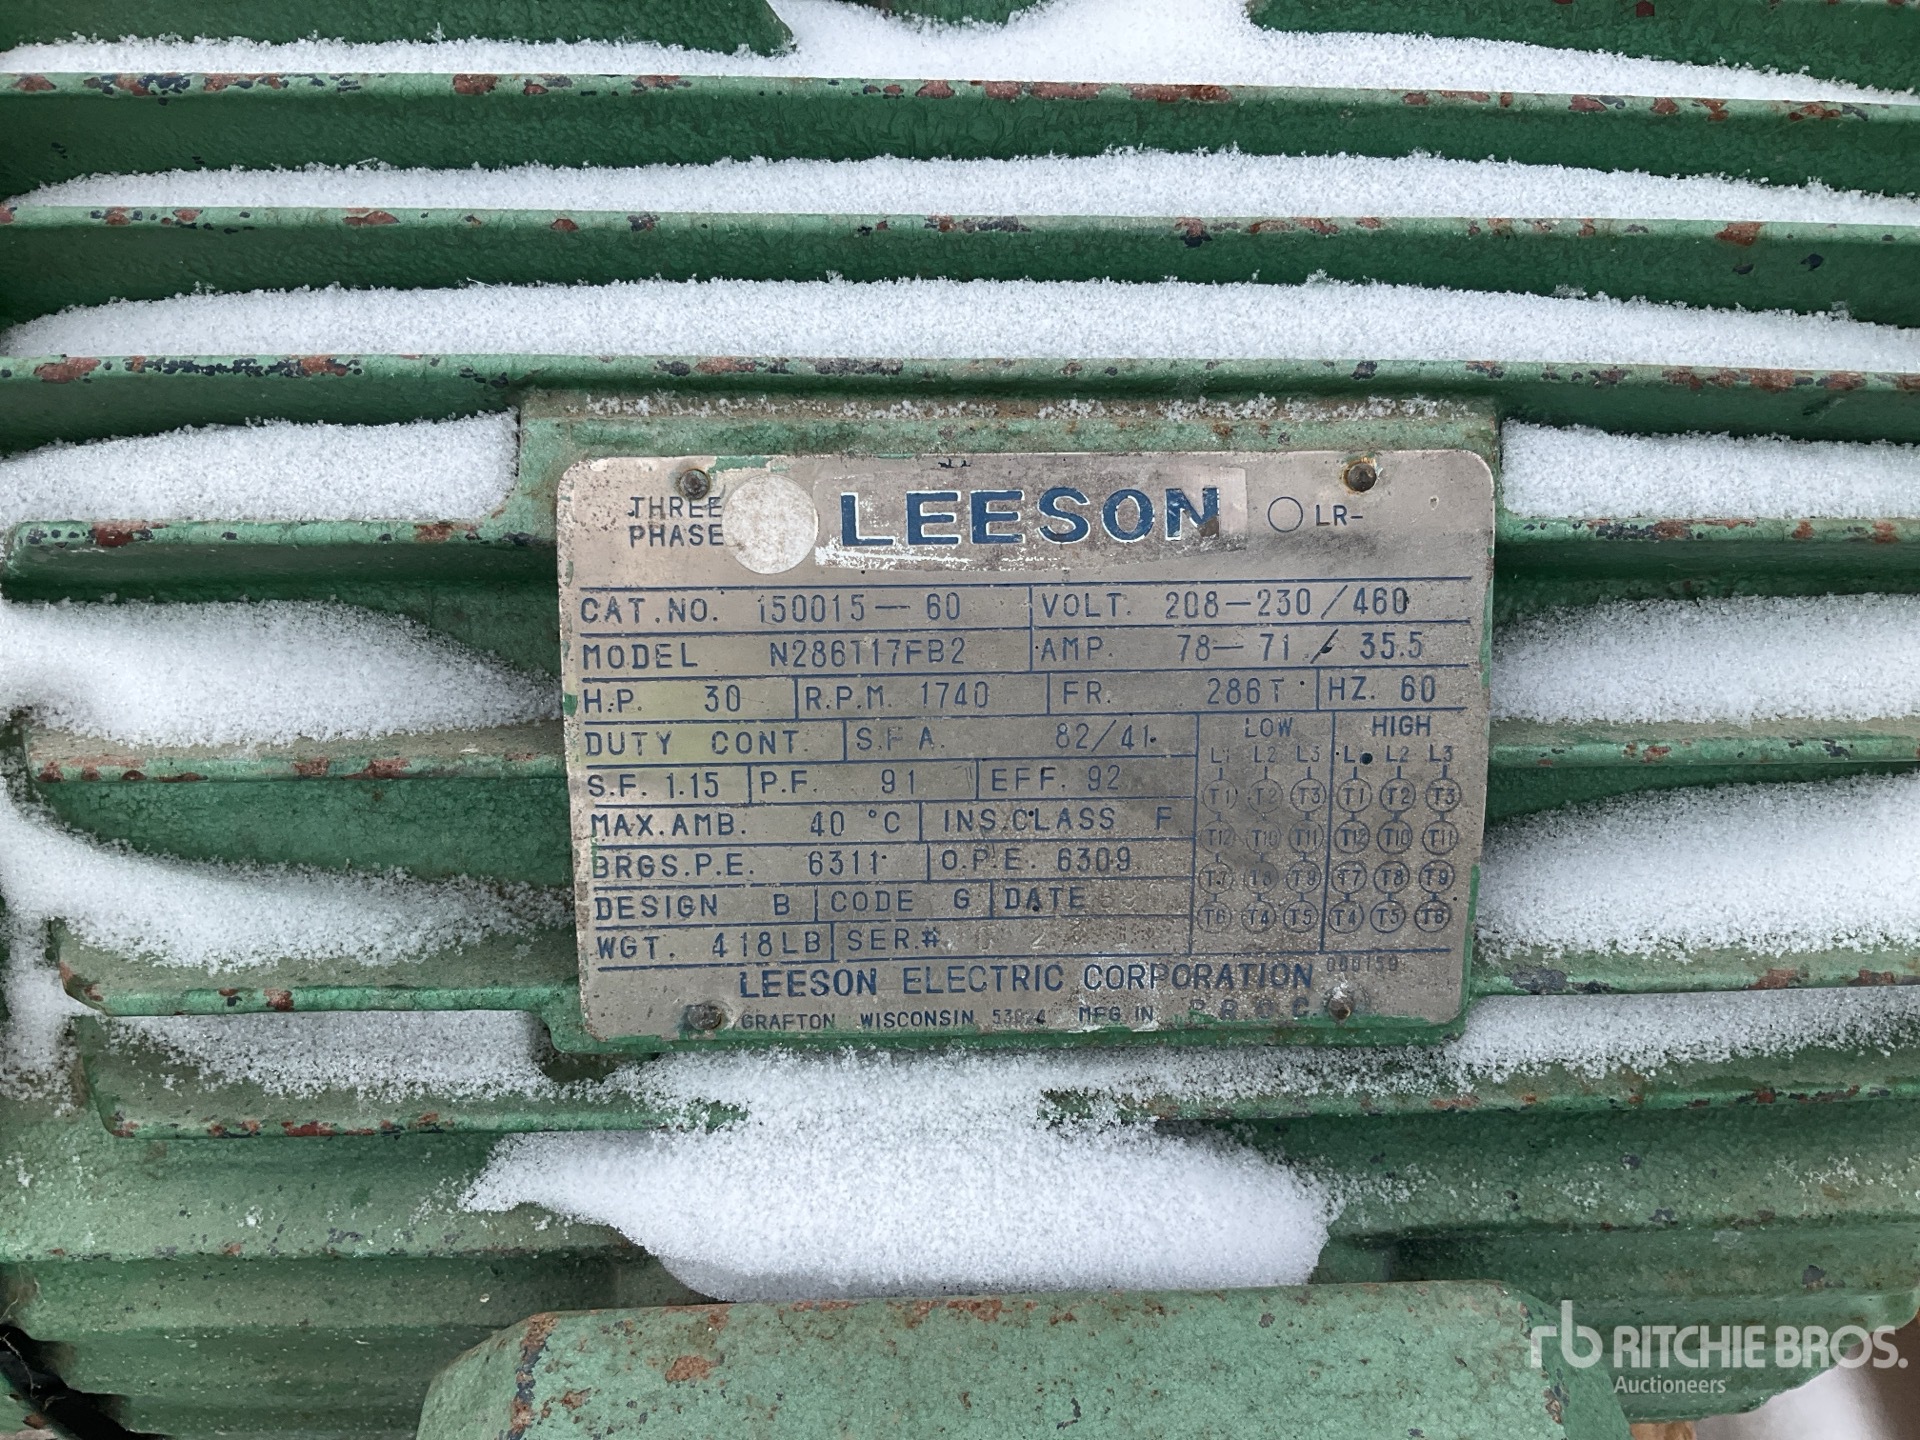 THREE PHASE LEESON LR-
CAT.NO. 150015-60 VOLT. 208-230/460
MODEL N286T17FB2 AMP. 78-71/35.5
H.P. 30 R.P.M. 1740 FR. 286T HZ. 60
DUTY CONT. S.F.A. 82/41 LOW HIGH
L1 L2 L3 L L2 L3
S.F. 1.15 P.F. 91 EFF. 92 T1 T2 T3 T1 T2 T3
MAX.AMB. 40 °C INS.CLASS F T12 T10 T11 T12 T10 T11
BRGS.P.E. 6311 O.P.E. 6309 T7 T8 T9 T7 T8 T9
DESIGN B CODE G DATE T6 T4 T5 T4 T5 T6
WGT. 418LB SER.#
LEESON ELECTRIC CORPORATION 000159
GRAFTON, WISCONSIN 53024 MFG.IN P.R.O.C.
rb RITCHIE BROS.
Auctioneers